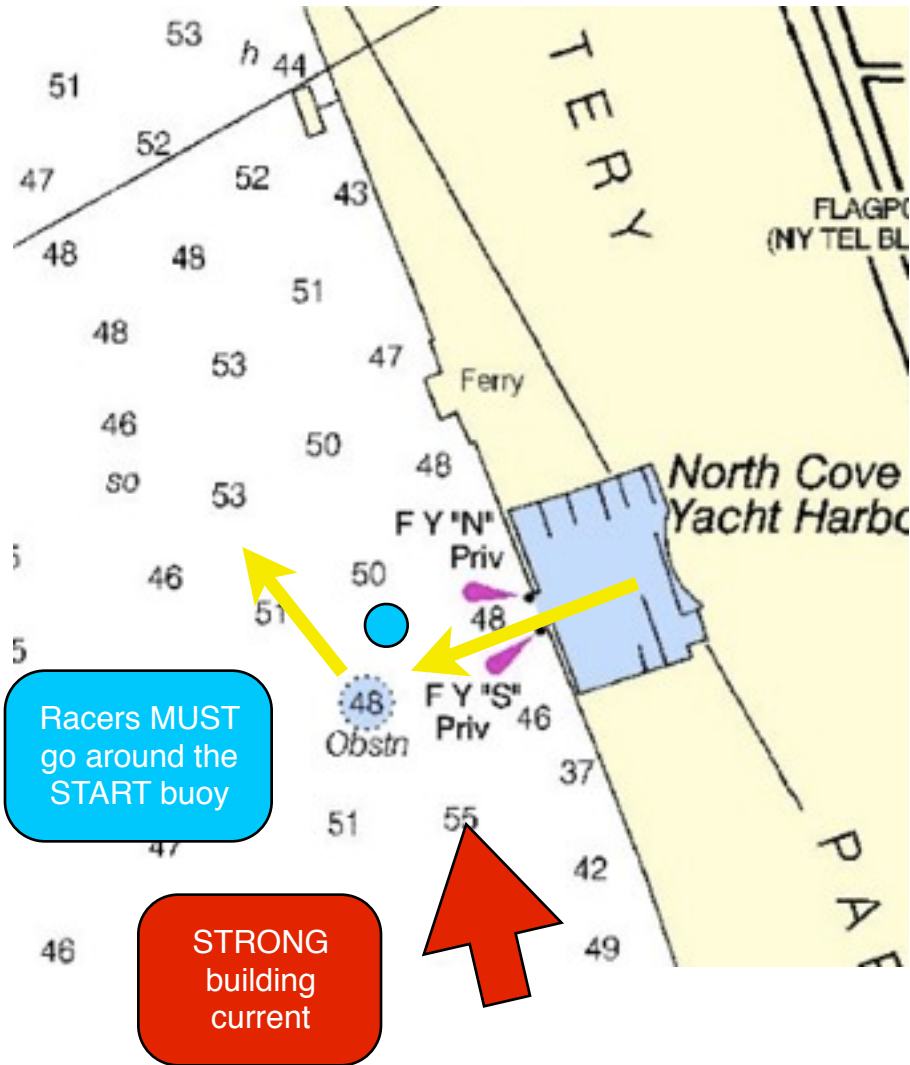 53
h 44
51
52
47
52
43
48
48
51
48
53
47
46
50
48
so
53
46
50
51
48
46
48
51
55
37
47
42
46
49
5
5
T
E
R
Y
FLAGPO
(NY TEL BL
Ferry
North Cove
Yacht Harbo
F Y "N"
Priv
F Y "S"
Priv
Obstn
P
A
Racers MUST
go around the
START buoy
STRONG
building
current